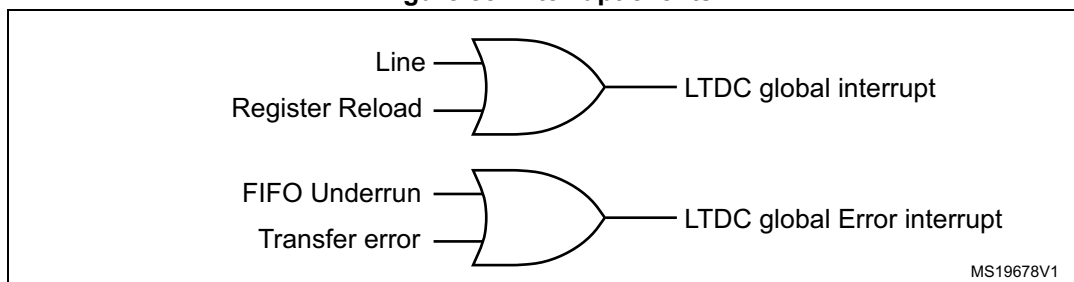 Line
Register Reload
LTDC global interrupt
FIFO Underrun
Transfer error
LTDC global Error interrupt
MS19678V1